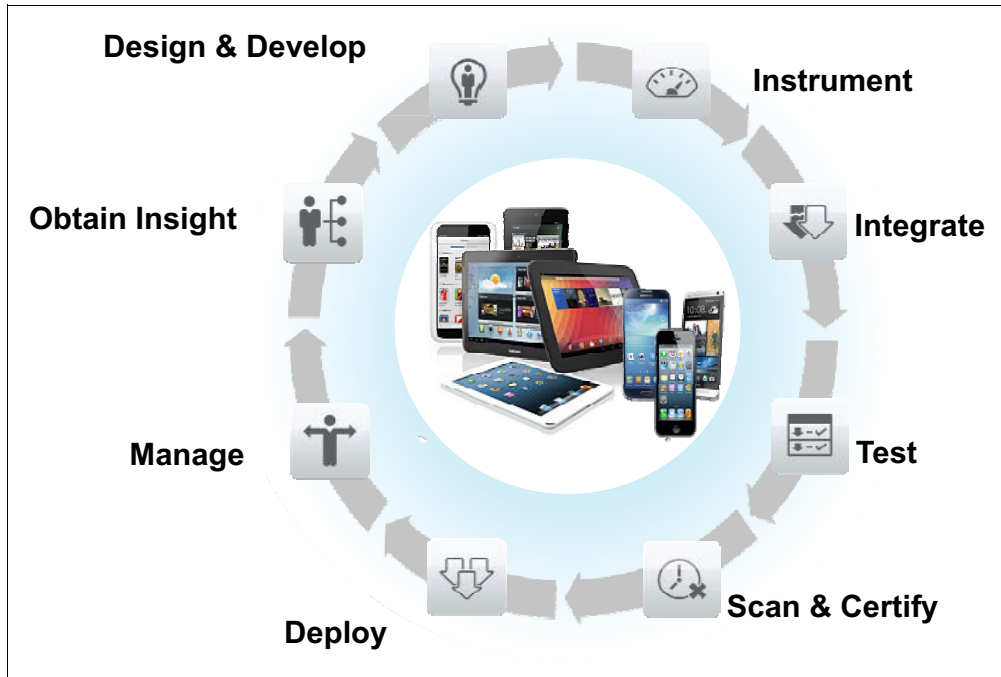 Design & Develop
Instrument
Obtain Insight
Integrate
Manage
Test
Scan & Certify
Deploy